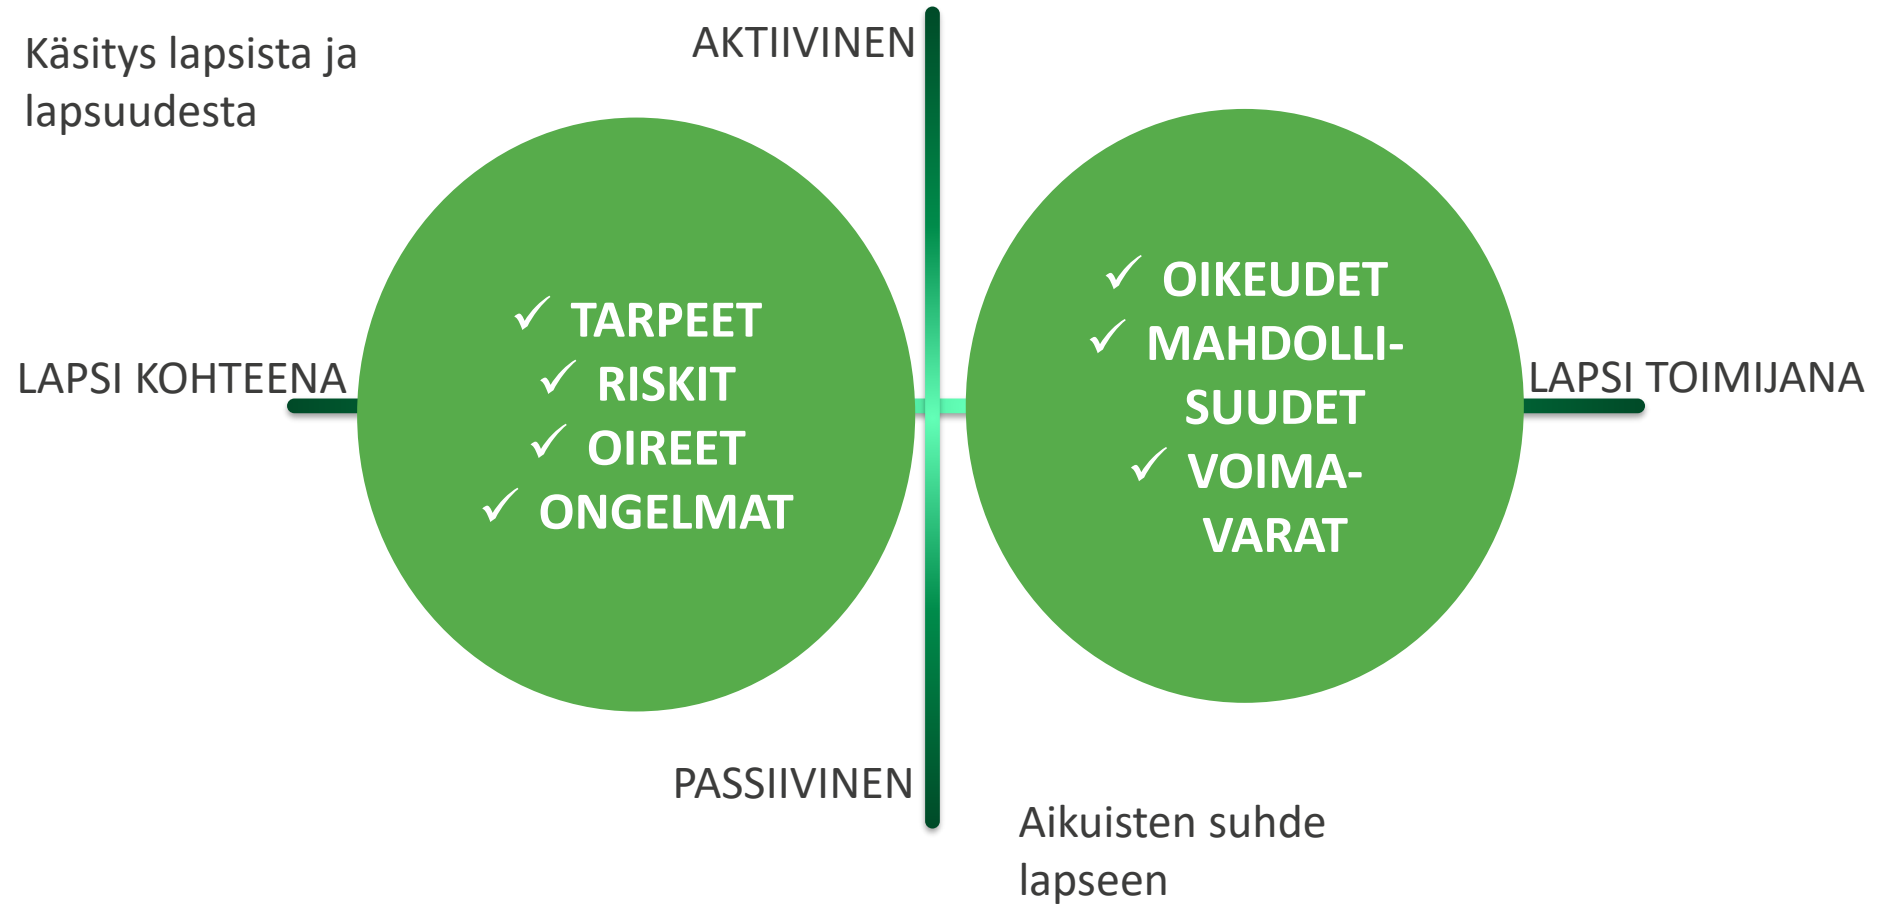 Käsitys lapsista ja
lapsuudesta
AKTIIVINEN
LAPSI KOHTEENA
✓ TARPEET
✓ RISKIT
✓ OIREET
✓ ONGELMAT
✓ OIKEUDET
✓ MAHDOLLI-
SUUDET
✓ VOIMA-
VARAT
LAPSI TOIMIJANA
PASSIIVINEN
Aikuisten suhde
lapseen